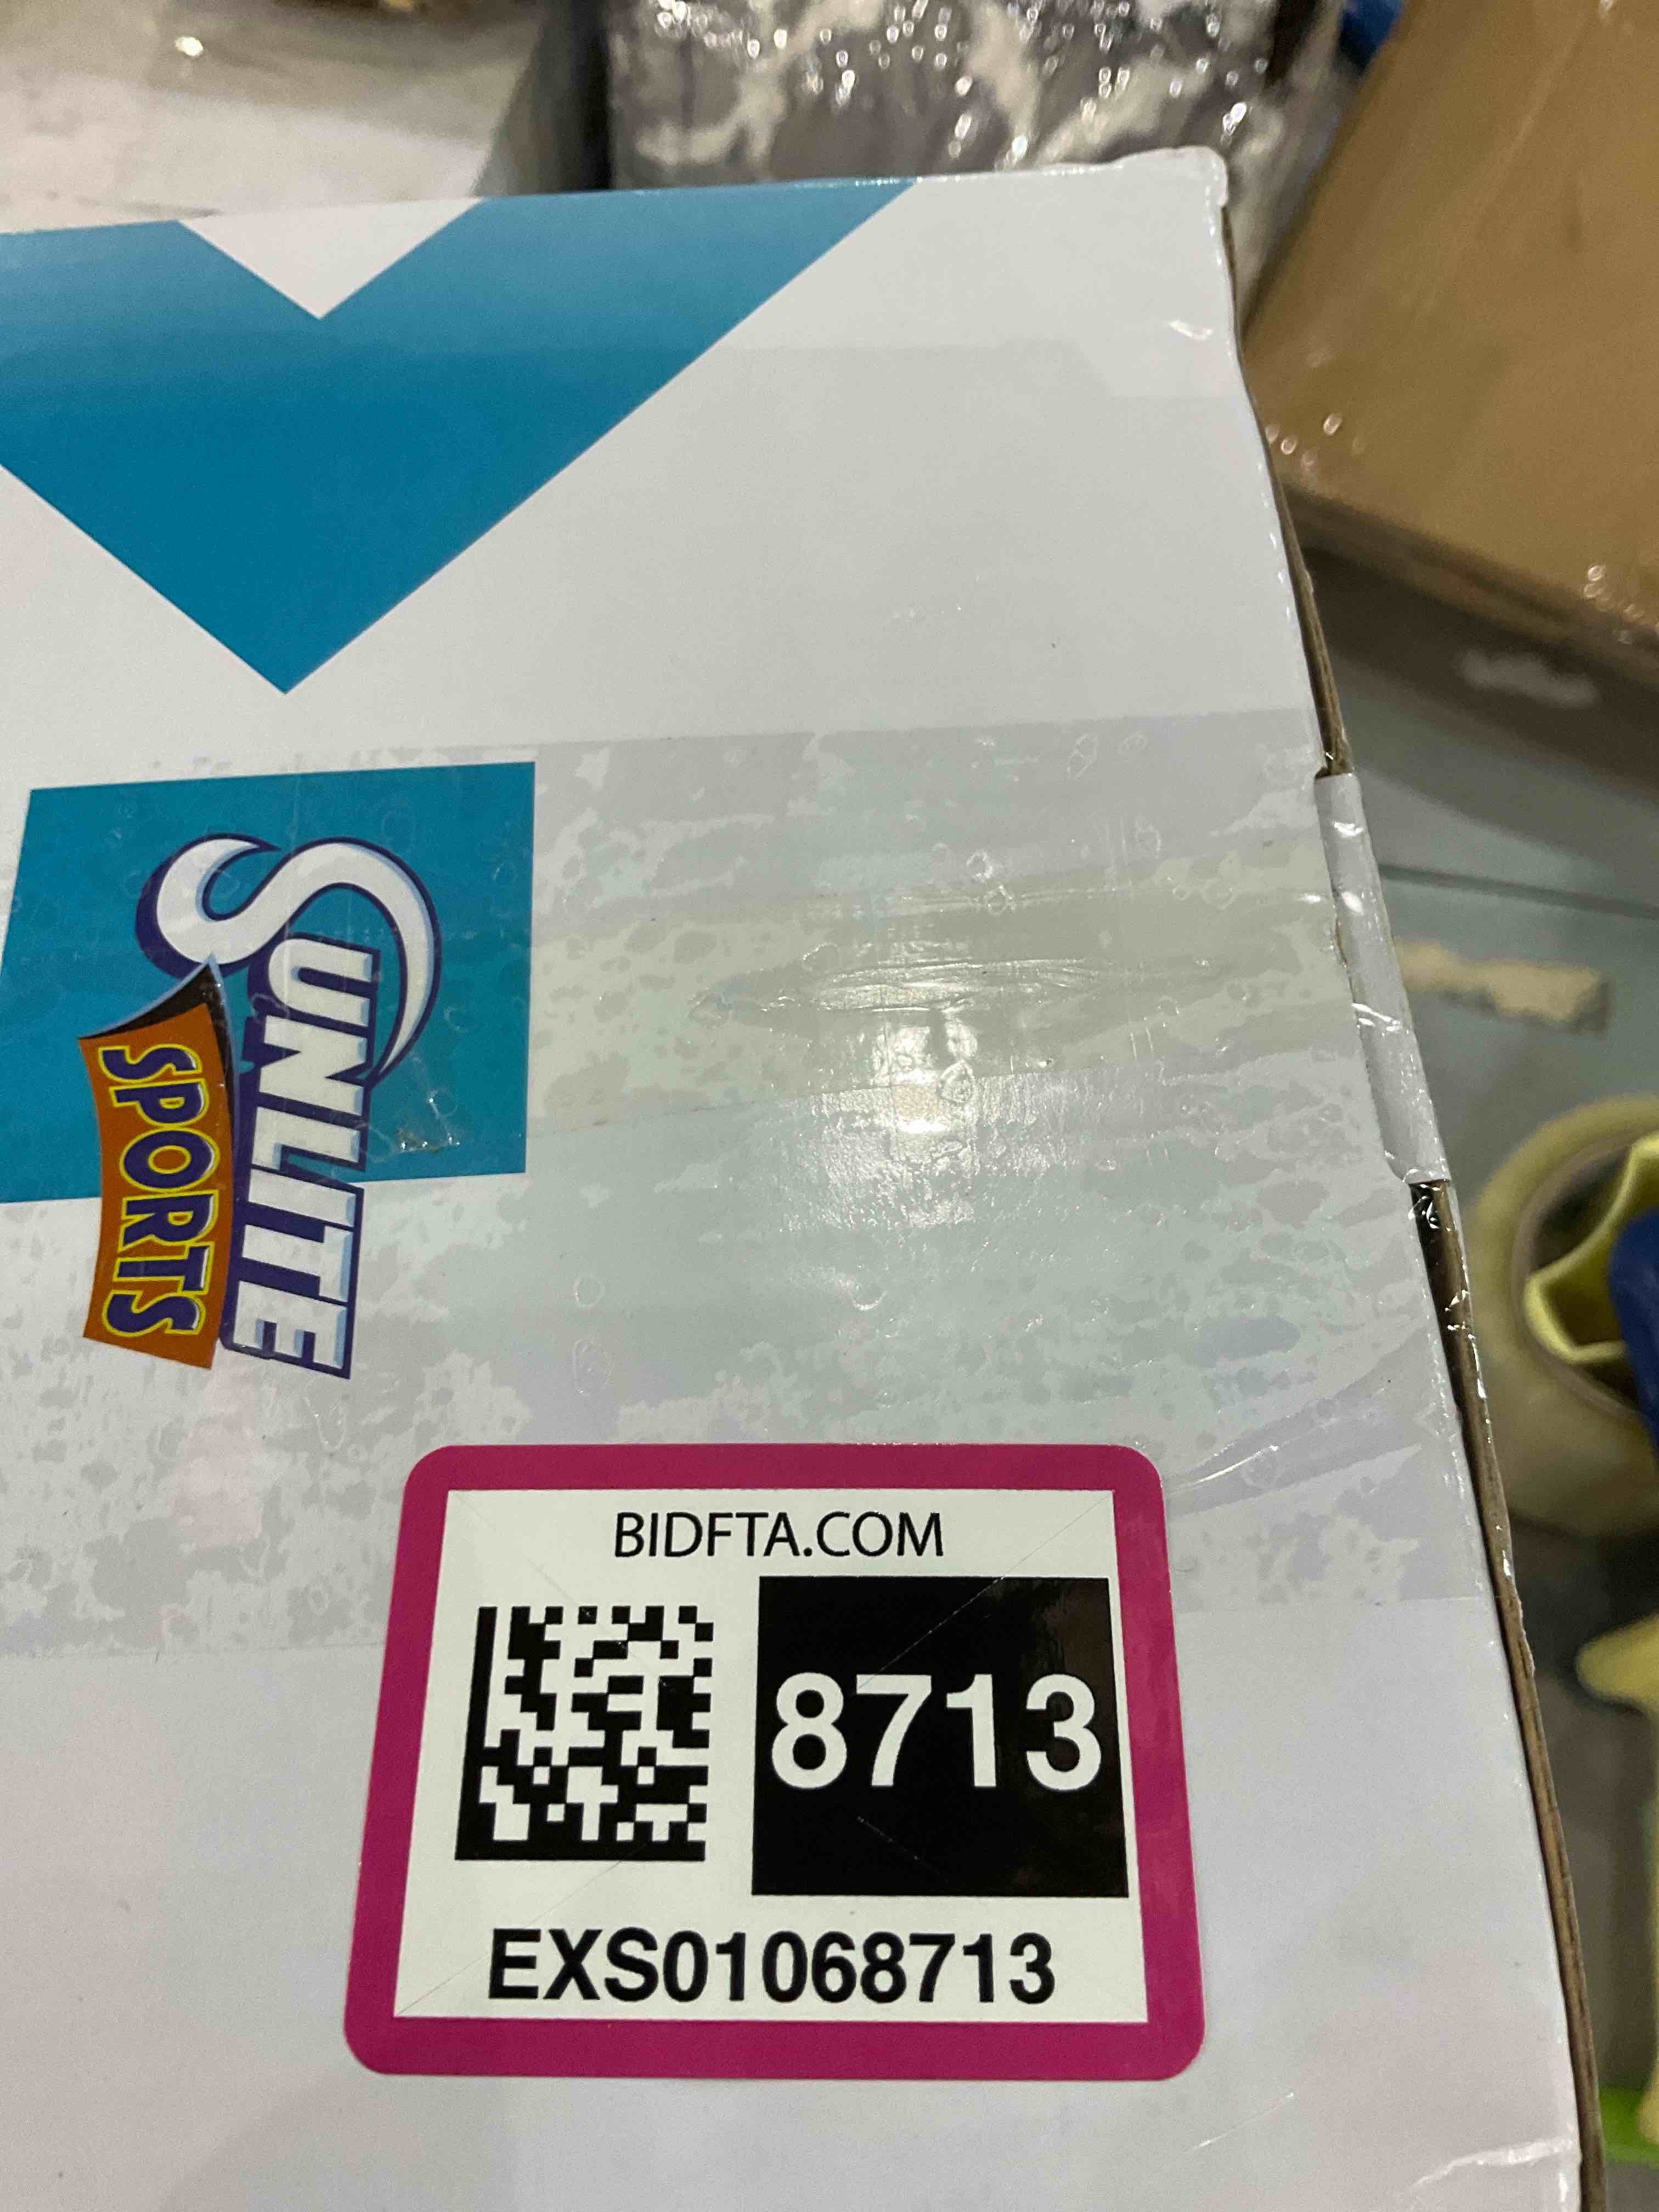 SUNLITE
SPORTS
BIDFTA.COM
8713
EXS01068713